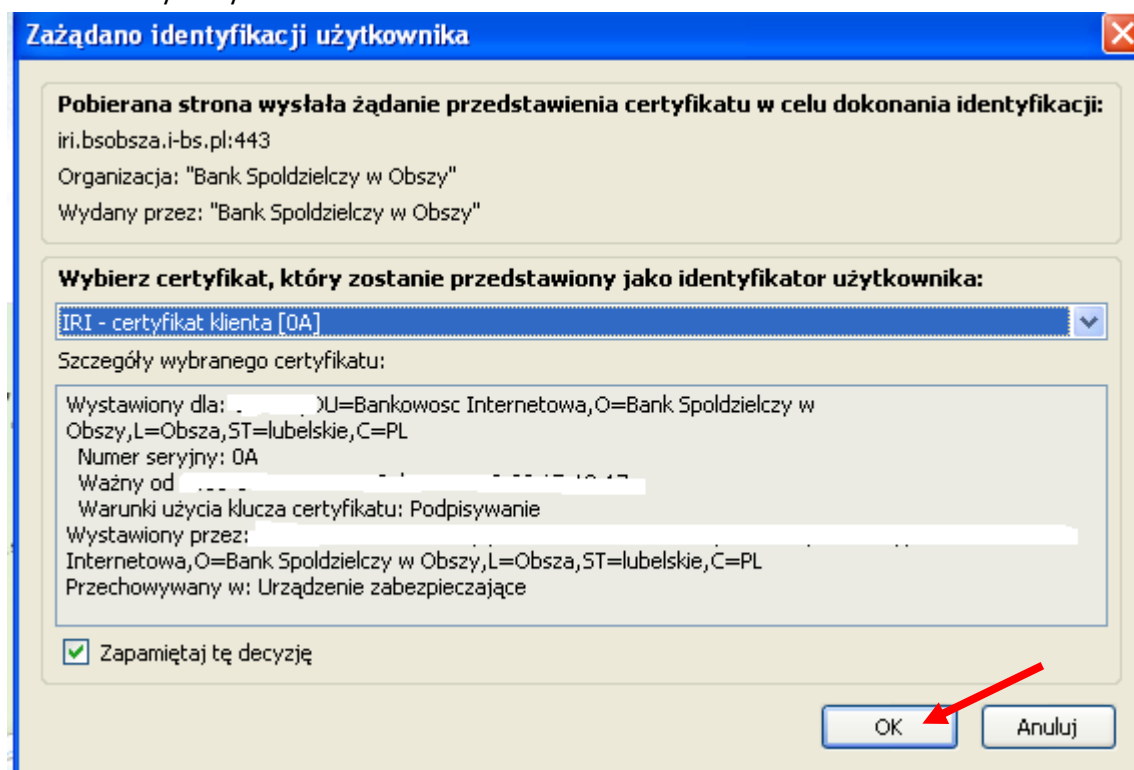 Zażądano identyfikacji użytkownika
Pobierana strona wysłała żądanie przedstawienia certyfikatu w celu dokonania identyfikacji:
iri.bsobsza.i-bs.pl:443
Organizacja: "Bank Spoldzielczy w Obszy"
Wydany przez: "Bank Spoldzielczy w Obszy"
Wybierz certyfikat, który zostanie przedstawiony jako identyfikator użytkownika:
IRI - certyfikat klienta [0A]
Szczegóły wybranego certyfikatu:
Wystawiony dla: OU=Bankowosc Internetowa,O=Bank Spoldzielczy w
Obszy,L=Obsza,ST=lubelskie,C=PL
Numer seryjny: 0A
Ważny od
Warunki użycia klucza certyfikatu: Podpisywanie
Wystawiony przez:
Internetowa,O=Bank Spoldzielczy w Obszy,L=Obsza,ST=lubelskie,C=PL
Przechowywany w: Urządzenie zabezpieczające
Zapamiętaj tę decyzję
OK
Anuluj